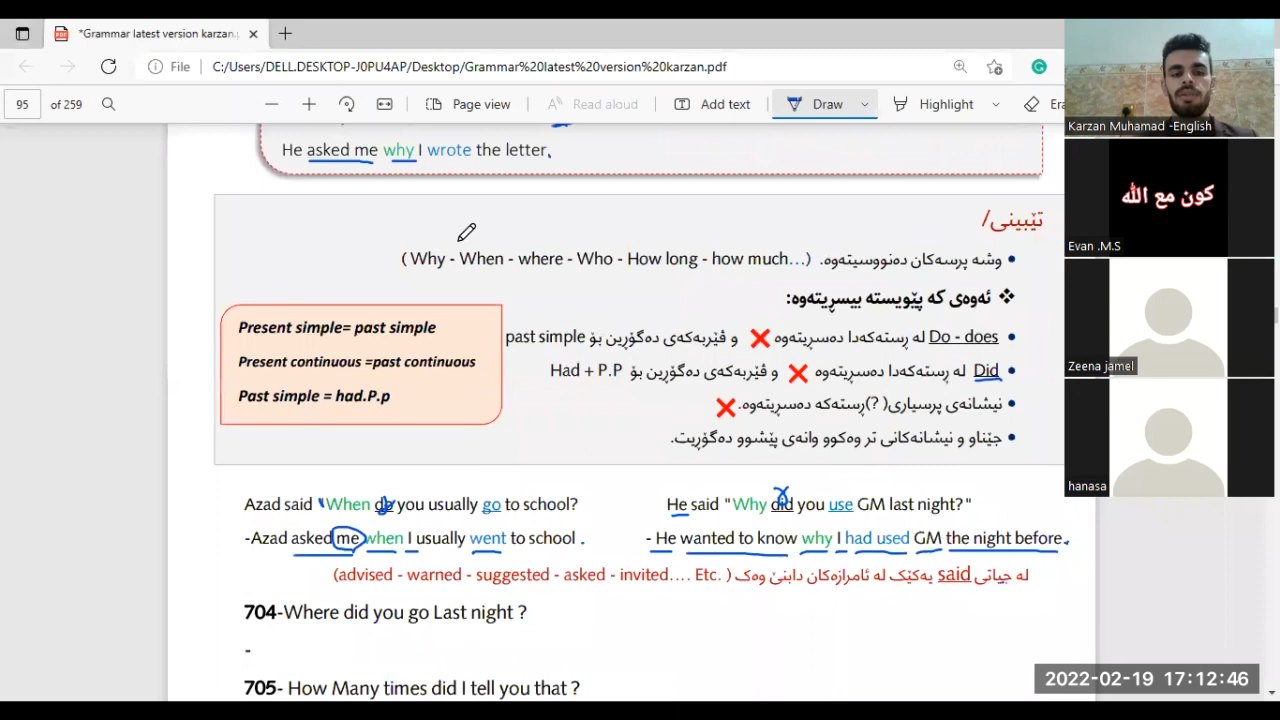 *Grammar latest version karzan.
File
C:/Users/DELL.DESKTOP-J0PU4AP/Desktop/Grammar%20latest%20version%20karzan.pdf
95 of 259
Page view
Read aloud
Add text
Draw
Highlight
Era
Karzan Muhamad -English
كون مع الله
Evan .M.S
Zeena jamel
hanasa
He asked me why I wrote the letter.
تێبینی/
وشە پرسەکان دەنووسیتەوە. (Why - When - where - Who - How long - how much...)
ئەوەی کە پێویستە بیسڕیتەوە:
Do - does لە ڕستەکەدا دەسڕیتەوە و ڤێربەکەی دەگۆڕین بۆ past simple
Did لە ڕستەکەدا دەسڕیتەوە و ڤێربەکەی دەگۆڕین بۆ Had + P.P
نیشانەی پرسیاری( ?)ڕستەکە دەسڕیتەوە.
جێناو و نیشانەکانی تر وەکوو وانەی پێشوو دەگۆڕیت.
Present simple= past simple
Present continuous =past continuous
Past simple = had.P.p
Azad said "When do you usually go to school?
-Azad asked me when I usually went to school .
He said "Why did you use GM last night?"
- He wanted to know why I had used GM the night before.
لە جیاتی said یەکێک لە ئامرازەکان دابنێ وەک (advised - warned - suggested - asked - invited.... Etc. )
704-Where did you go Last night ?
-
705- How Many times did I tell you that ?
2022-02-19 17:12:46